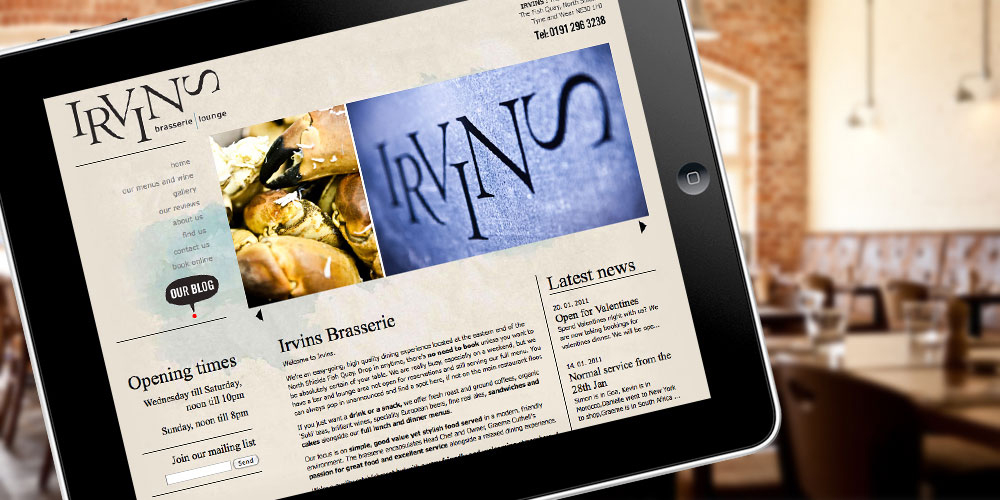 IRVINS
brasserie | lounge
IRVINS
The Fish Quay, North
Tyne and Wear NE30 1HJ
Tel: 0191 296 3238
home
our menus and wine
gallery
our reviews
about us
find us
contact us
book online
OUR BLOG
IRVINS
Opening times
Wednesday till Saturday,
noon till 10pm
Sunday, noon till 8pm
Join our mailing list
Send
Irvins Brasserie
Welcome to Irvins.
We're an easy going, high quality dining experience located at the eastern end of the
North Shields Fish Quay. Drop in anytime, there's no need to book unless you want to
be absolutely certain of your table. We are really busy, especially on a weekend, but we
have a bar and lounge area not open for reservations and still serving our full menu. You
can always pop in unannounced and find a spot here, if not on the main restaurant floor.
If you just want a drink or a snack, we offer fresh roast and ground coffees, organic
'Suki' teas, brilliant wines, speciality European beers, fine real ales, sandwiches and
cakes alongside our full lunch and dinner menus.
Our focus is on simple, good value yet stylish food served in a modern, friendly
environment. The brasserie encapsulates Head Chef and Owner, Graeme Cuthell's
passion for great food and excellent service alongside a relaxed dining experience.
Latest news
20. 01. 2011
Open for Valentines
Spend Valentines night with us? We
are now taking bookings for
valentines dinner. We will be ope...
14. 01. 2011
Normal service from the
28th Jan
Simon is in Goa, Kevin is in
Morocco, Danielle went to New York
to shop, Graeme is in South Africa ...